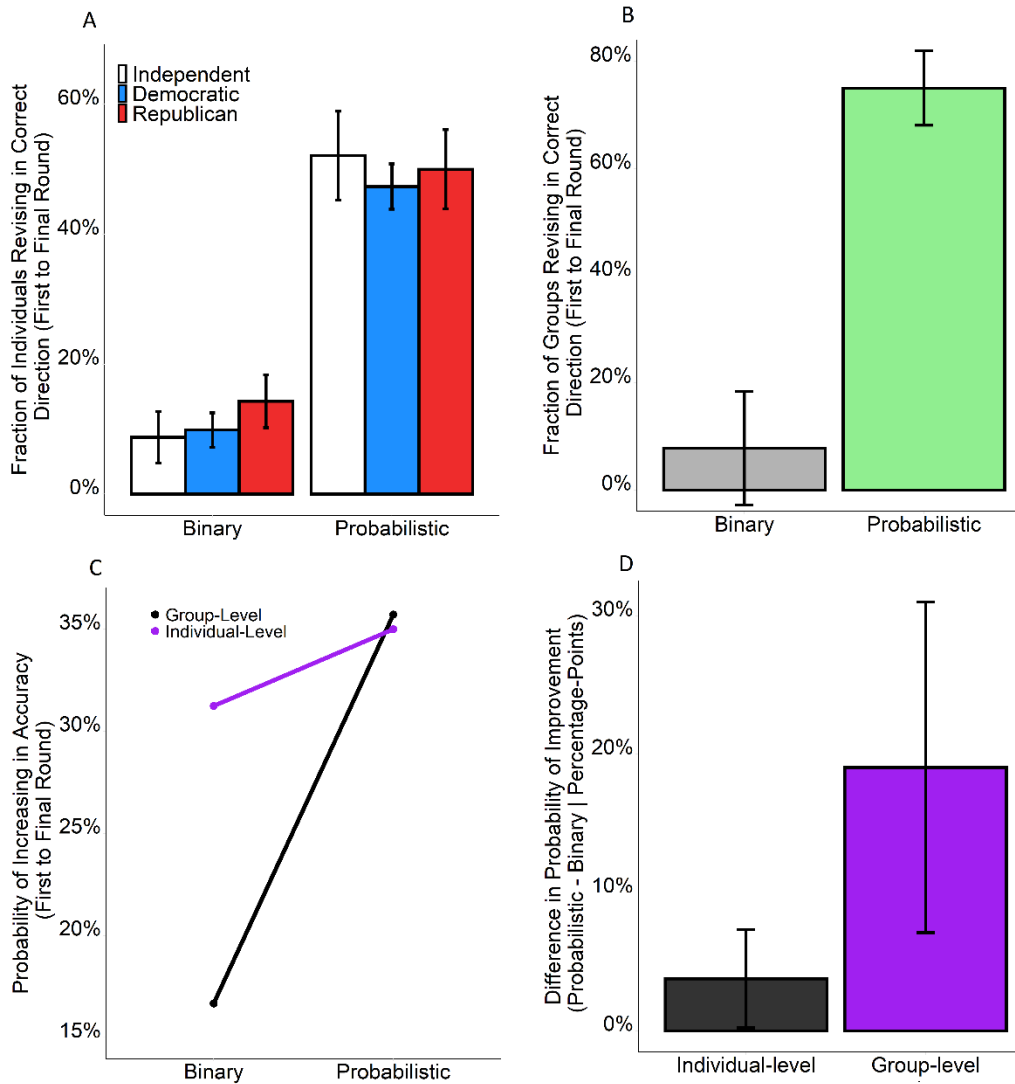 A
Fraction of Individuals Revising in Correct
Direction (First to Final Round)
Independent
Democratic
Republican
60%
40%
20%
0%
Binary
Probabilistic
B
Fraction of Groups Revising in Correct
Direction (First to Final Round)
80%
60%
40%
20%
0%
Binary
Probabilistic
C
Probability of Increasing in Accuracy
(First to Final Round)
Group-Level
Individual-Level
35%
30%
25%
20%
15%
Binary
Probabilistic
D
Difference in Probability of Improvement
(Probabilistic - Binary | Percentage-Points)
30%
20%
10%
0%
Individual-level
Group-level